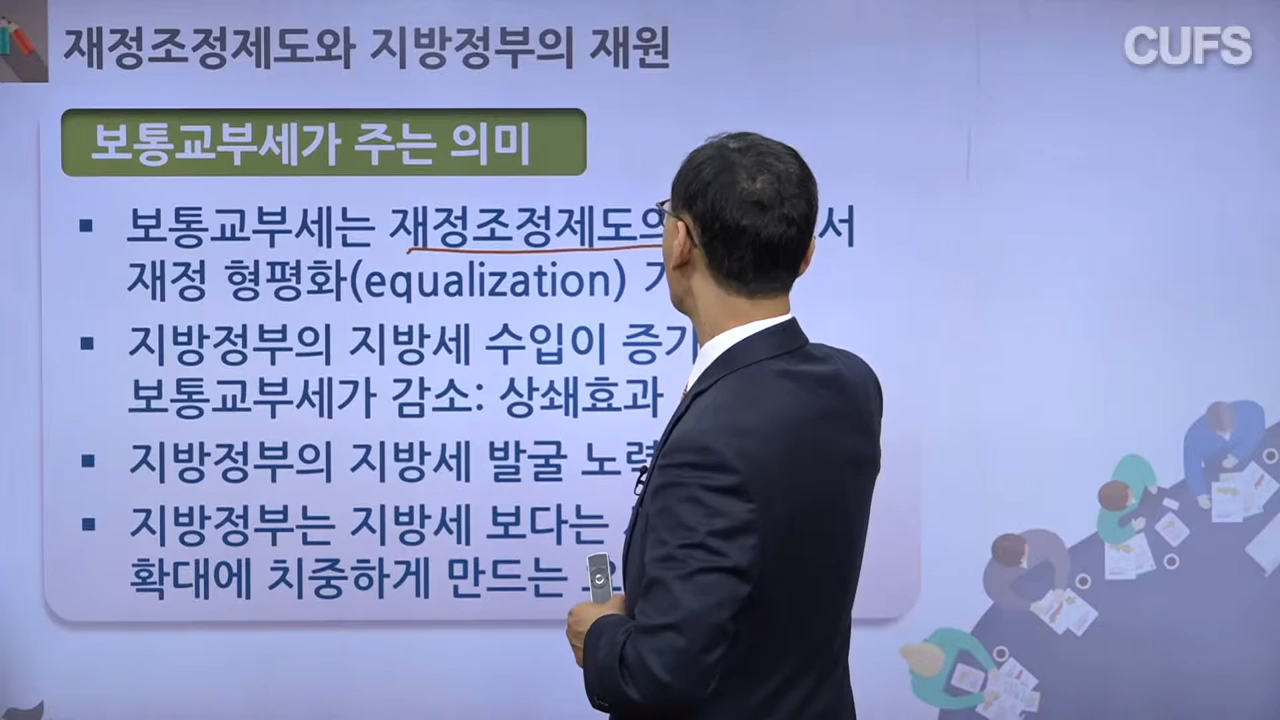 CUFS
재정조정제도와 지방정부의 재원
보통교부세가 주는 의미
▪ 보통교부세는 재정조정제도의
재정 형평화(equalization)
▪ 지방정부의 지방세 수입이
보통교부세가 감소: 상쇄효과
▪ 지방정부의 지방세 발굴
▪ 지방정부는 지방세 보다는
확대에 치중하게 만드는